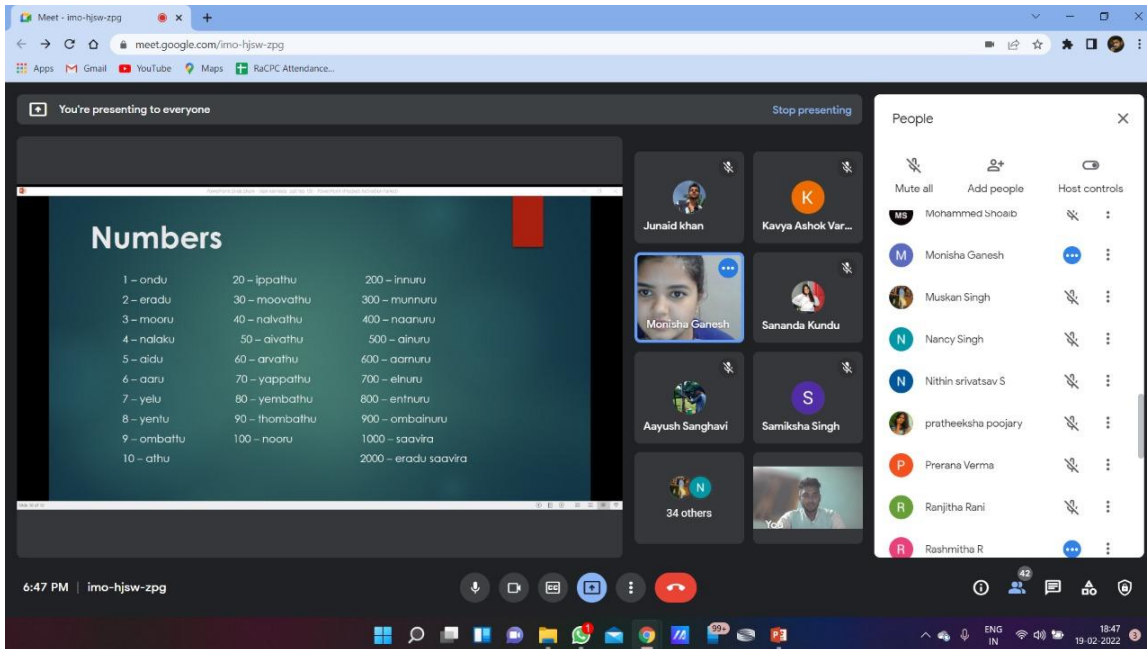 Meet - imo-hjsw-zpg
meet.google.com/imo-hjsw-zpg
Apps Gmail YouTube Maps RaCPC Attendance...
You're presenting to everyone
Stop presenting
Numbers
1 – ondu
2 – eradu
3 – mooru
4 – nalaku
5 – aidu
6 – aaru
7 – yelu
8 – yentu
9 – ombattu
10 – athu
20 – ippathu
30 – moovathu
40 – nalvathu
50 – aivathu
60 – arvathu
70 – yappathu
80 – yembathu
90 – thombathu
100 – nooru
200 – innuru
300 – munnuru
400 – naanuru
500 – ainuru
600 – aarnuru
700 – elnuru
800 – entnuru
900 – ombainuru
1000 – saavira
2000 – eradu saavira
Junaid khan
K
Kavya Ashok Var...
Monisha Ganesh
Sananda Kundu
Aayush Sanghavi
S
Samiksha Singh
N
34 others
You
People
Mute all
Add people
Host controls
MS Mohammed Shoaib
M Monisha Ganesh
Muskan Singh
N Nancy Singh
N Nithin srivatsav S
pratheeksha poojary
P Prerana Verma
R Ranjitha Rani
R Rashmitha R
6:47 PM | imo-hjsw-zpg
CC
42
1
99+
ENG
IN
18:47
19-02-2022
3